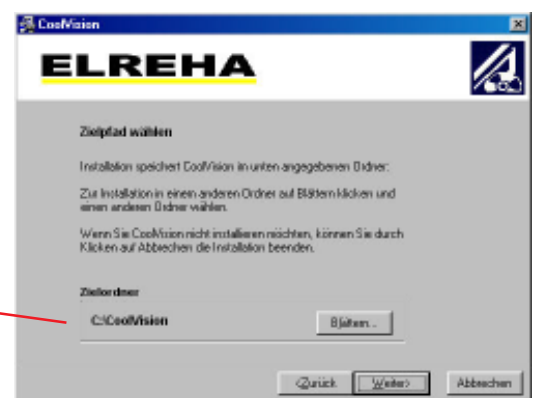 CoolVision
ELREHA
Zielpfad wählen
Installation speichert CoolVision im unten angegebenen Ordner:
Zur Installation in einem anderen Ordner auf Blättern klicken und
einen anderen Ordner wählen.
Wenn Sie CoolVision nicht installieren möchten, können Sie durch
Klicken auf Abbrechen die Installation beenden.
Zielordner
C:\CoolVision
Blättern...
<Zurück
Weiter>
Abbrechen